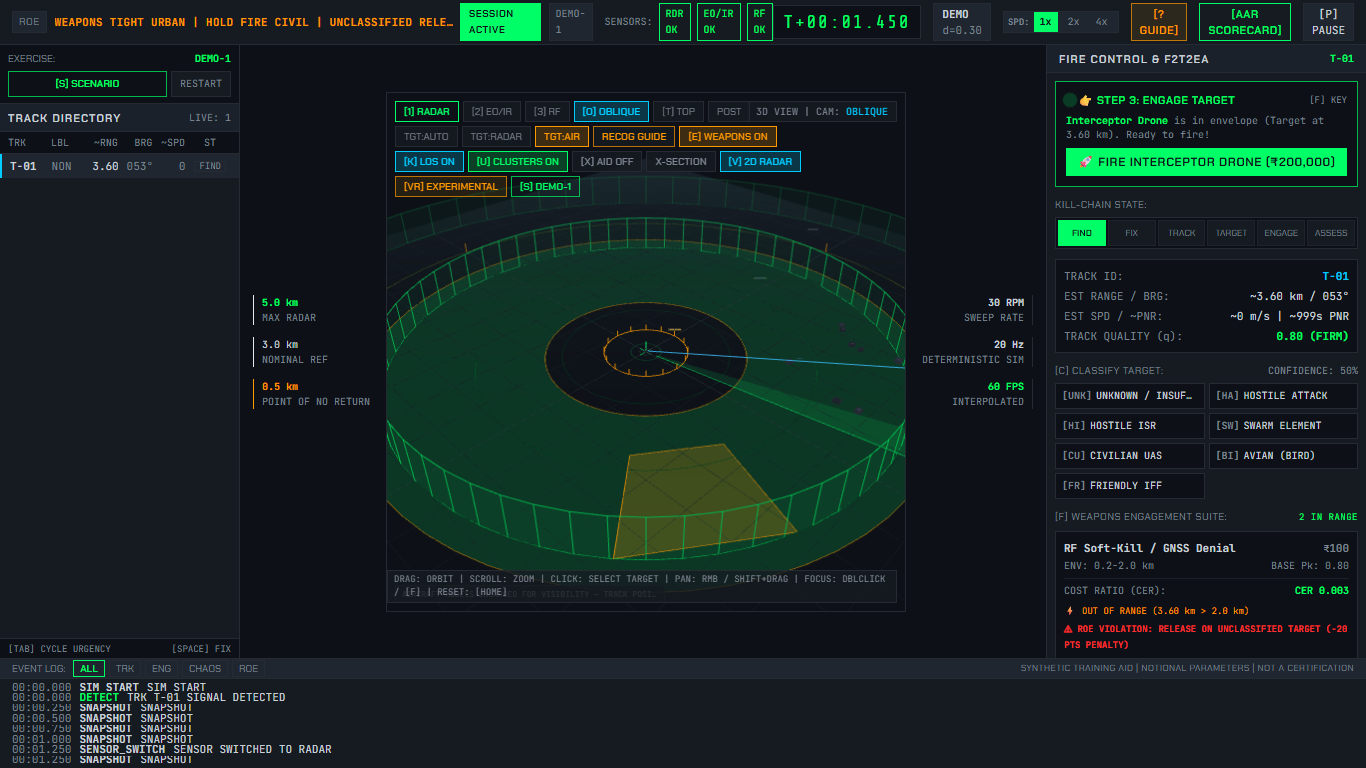 ROE WEAPONS TIGHT URBAN | HOLD FIRE CIVIL | UNCLASSIFIED RELE…
SESSION ACTIVE
DEMO-1
SENSORS:
RDR OK
EO/IR OK
RF OK
T+00:01.450
DEMO
d=0.30
SPD: 1x 2x 4x
[? GUIDE]
[AAR SCORECARD]
[P] PAUSE
EXERCISE: DEMO-1
[S] SCENARIO RESTART
TRACK DIRECTORY LIVE: 1
TRK LBL ~RNG BRG ~SPD ST
T-01 NON 3.60 053° 0 FIND
[TAB] CYCLE URGENCY [SPACE] FIX
[1] RADAR [2] EO/IR [3] RF [O] OBLIQUE [T] TOP POST 3D VIEW | CAM: OBLIQUE
TGT:AUTO TGT:RADAR TGT:AIR RECOG GUIDE [E] WEAPONS ON
[K] LOS ON [U] CLUSTERS ON [X] AID OFF X-SECTION [V] 2D RADAR
[VR] EXPERIMENTAL [S] DEMO-1
5.0 km
MAX RADAR
3.0 km
NOMINAL REF
0.5 km
POINT OF NO RETURN
30 RPM
SWEEP RATE
20 Hz
DETERMINISTIC SIM
60 FPS
INTERPOLATED
DRAG: ORBIT | SCROLL: ZOOM | CLICK: SELECT TARGET | PAN: RMB / SHIFT+DRAG | FOCUS: DBLCLICK
/ [F] | RESET: [HOME]
FIRE CONTROL & F2T2EA T-01
👉 STEP 3: ENGAGE TARGET [F] KEY
Interceptor Drone is in envelope (Target at
3.60 km). Ready to fire!
🚀 FIRE INTERCEPTOR DRONE (₹200,000)
KILL-CHAIN STATE:
FIND FIX TRACK TARGET ENGAGE ASSESS
TRACK ID: T-01
EST RANGE / BRG: ~3.60 km / 053°
EST SPD / ~PNR: ~0 m/s | ~999s PNR
TRACK QUALITY (q): 0.80 (FIRM)
[C] CLASSIFY TARGET: CONFIDENCE: 50%
[UNK] UNKNOWN / INSUF… [HA] HOSTILE ATTACK
[HI] HOSTILE ISR [SW] SWARM ELEMENT
[CU] CIVILIAN UAS [BI] AVIAN (BIRD)
[FR] FRIENDLY IFF
[F] WEAPONS ENGAGEMENT SUITE: 2 IN RANGE
RF Soft-Kill / GNSS Denial ₹100
ENV: 0.2-2.0 km BASE Pk: 0.80
COST RATIO (CER): CER 0.003
⚡ OUT OF RANGE (3.60 km > 2.0 km)
⚠ ROE VIOLATION: RELEASE ON UNCLASSIFIED TARGET (-20
PTS PENALTY)
EVENT LOG: ALL TRK ENG CHAOS ROE SYNTHETIC TRAINING AID | NOTIONAL PARAMETERS | NOT A CERTIFICATION
00:00.000 SIM START SIM START
00:00.000 DETECT TRK T-01 SIGNAL DETECTED
00:00.250 SNAPSHOT SNAPSHOT
00:00.500 SNAPSHOT SNAPSHOT
00:00.750 SNAPSHOT SNAPSHOT
00:01.000 SNAPSHOT SNAPSHOT
00:01.250 SENSOR_SWITCH SENSOR SWITCHED TO RADAR
00:01.250 SNAPSHOT SNAPSHOT